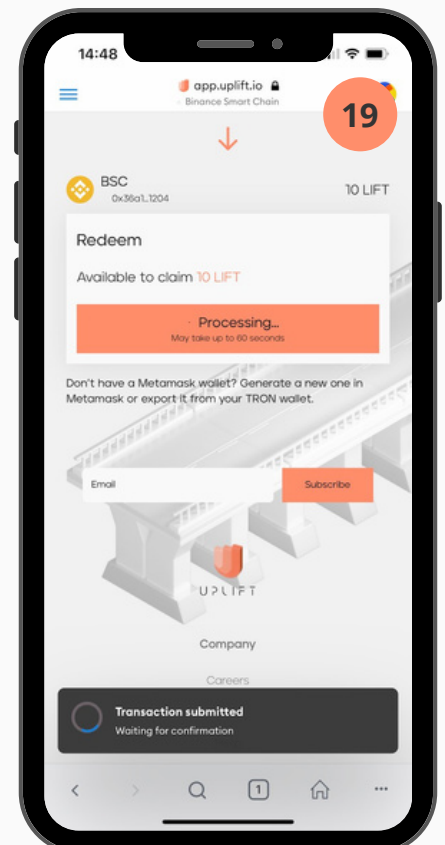 14:48
app.uplift.io
Binance Smart Chain
19
BSC
0x36a1...1204
10 LIFT
Redeem
Available to claim 10 LIFT
Processing...
May take up to 60 seconds
Don't have a Metamask wallet? Generate a new one in
Metamask or export it from your TRON wallet.
Email
Subscribe
UPLIFT
Company
Careers
Transaction submitted
Waiting for confirmation
1